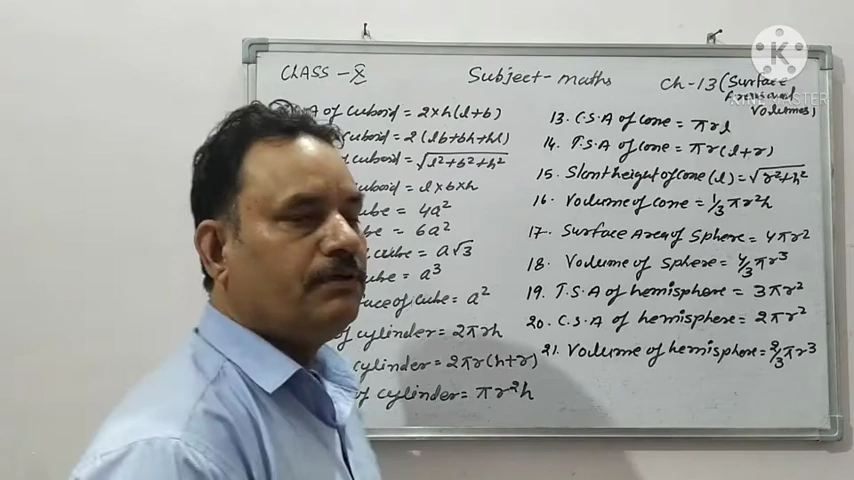 CLASS - X Subject - maths Ch-13 (Surface Areas and Volumes)
A of cuboid = 2×h(l+b)
cuboid = 2(lb+bh+hl)
cuboid = √l²+b²+h²
cuboid = l×b×h
cube = 4a²
be = 6a²
cube = a√3
cube = a³
face of cube = a²
of cylinder = 2πrh
cylinder = 2πr(h+r)
of cylinder = πr²h
13. C.S.A of cone = πrl
14. T.S.A of cone = πr(l+r)
15. Slant height of cone (l) = √r²+h²
16. Volume of cone = 1/3 πr²h
17. Surface Area of Sphere = 4πr²
18. Volume of Sphere = 4/3 πr³
19. T.S.A of hemisphere = 3πr²
20. C.S.A of hemisphere = 2πr²
21. Volume of hemisphere = 2/3 πr³
KINEMASTER